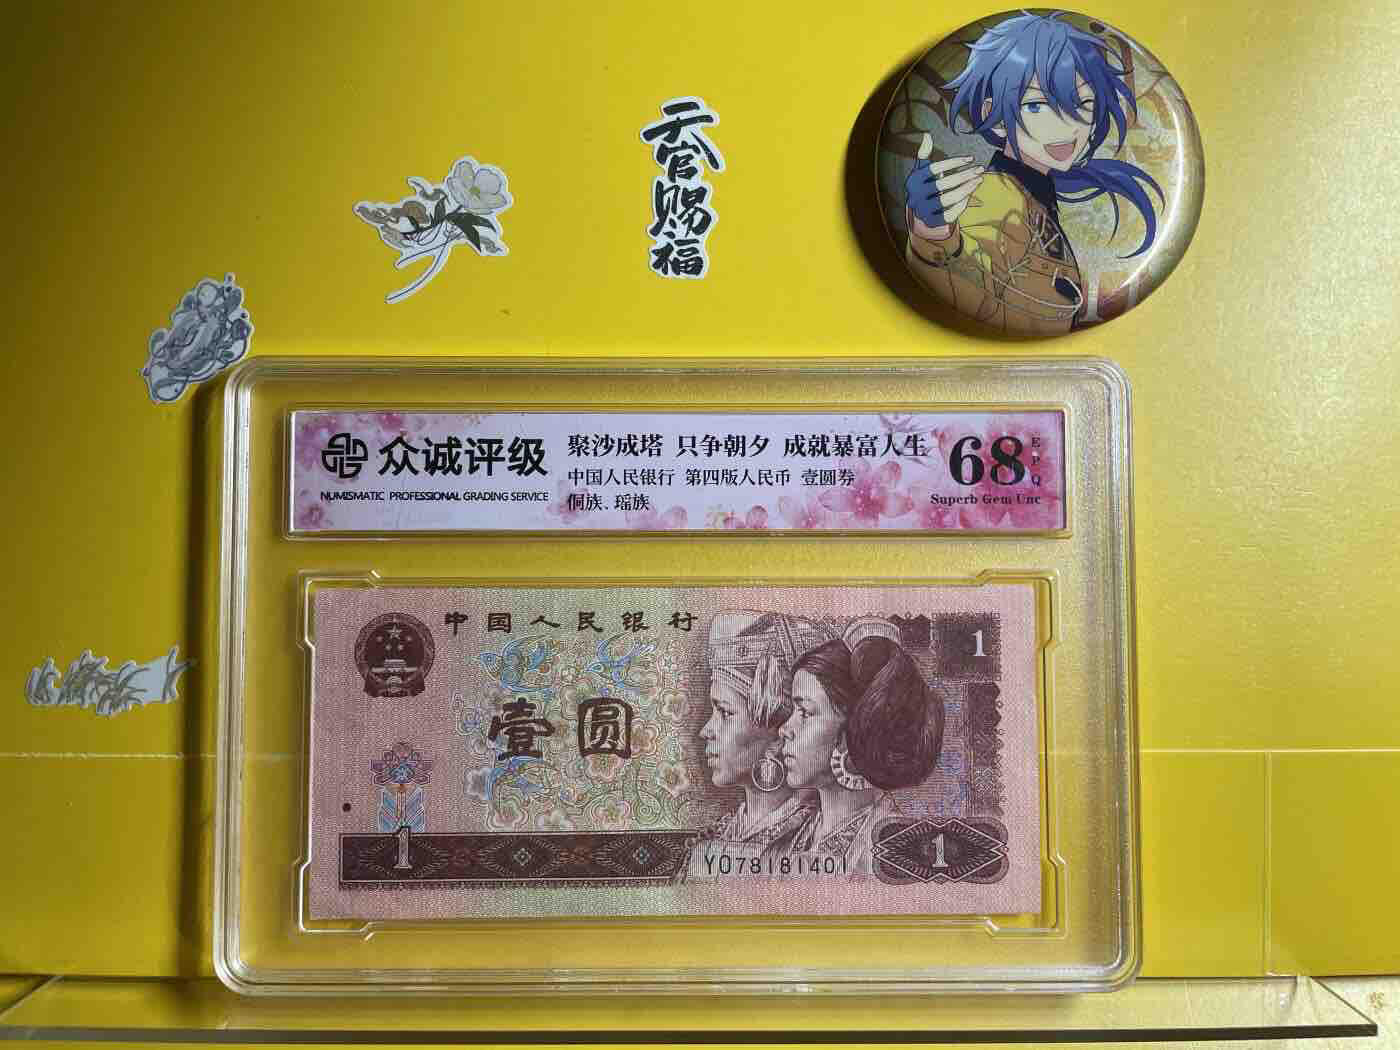 天官赐福
众诚评级
NUMISMATIC PROFESSIONAL GRADING SERVICE
聚沙成塔 只争朝夕 成就暴富人生
中国人民银行 第四版人民币 壹圆券
侗族、瑶族
68
EPQ
Superb Gem Unc
中国人民银行
1
壹圆
1
YO78181401
1